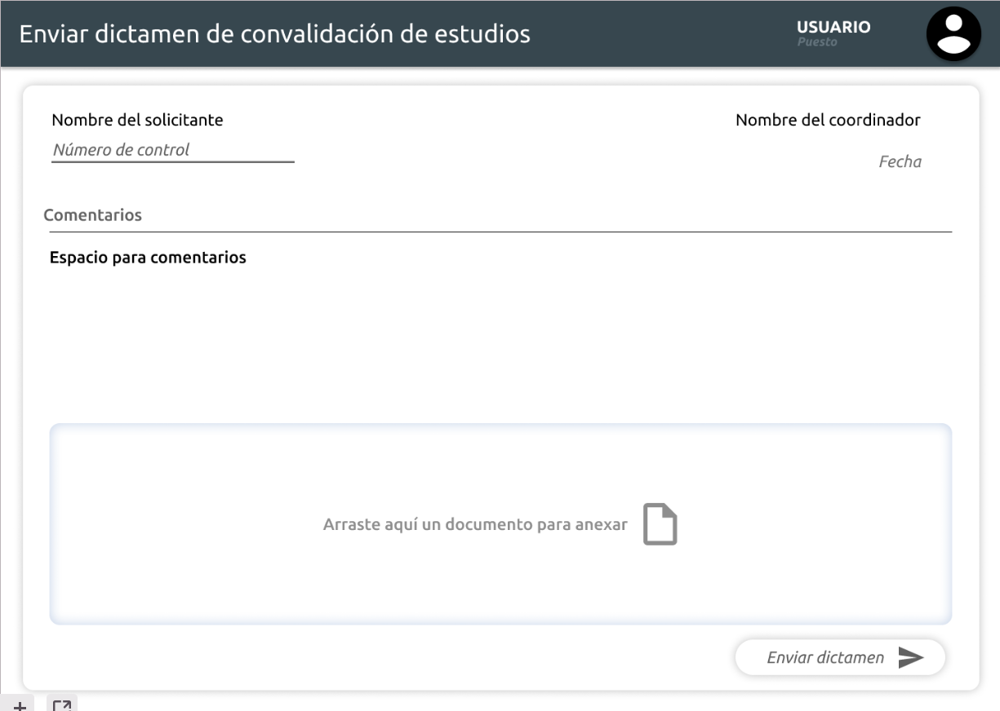 Enviar dictamen de convalidación de estudios
USUARIO
Puesto
Nombre del solicitante
Nombre del coordinador
Número de control
Fecha
Comentarios
Espacio para comentarios
Arraste aquí un documento para anexar
Enviar dictamen